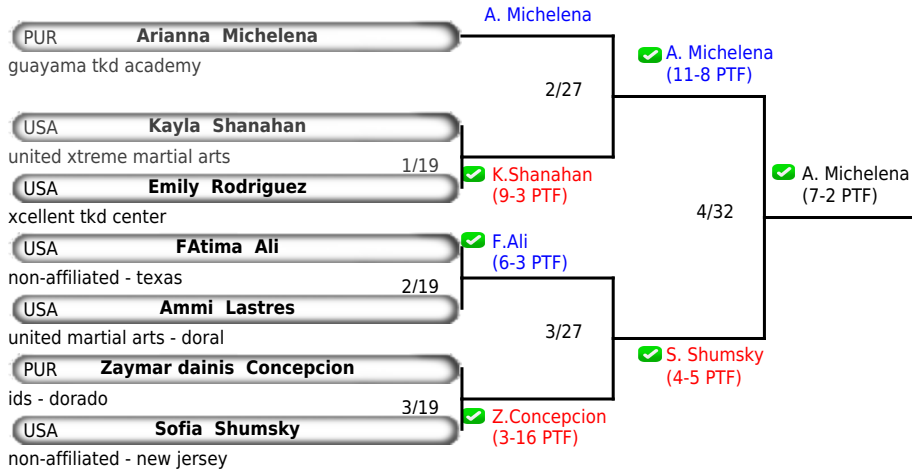 A. Michelena
PUR Arianna Michelena
guayama tkd academy
A. Michelena
(11-8 PTF)
2/27
USA Kayla Shanahan
united xtreme martial arts
1/19
K.Shanahan
(9-3 PTF)
USA Emily Rodriguez
xcellent tkd center
A. Michelena
(7-2 PTF)
4/32
USA FAtima Ali
non-affiliated - texas
F.Ali
(6-3 PTF)
2/19
USA Ammi Lastres
united martial arts - doral
3/27
PUR Zaymar dainis Concepcion
ids - dorado
S. Shumsky
(4-5 PTF)
3/19
Z.Concepcion
(3-16 PTF)
USA Sofia Shumsky
non-affiliated - new jersey